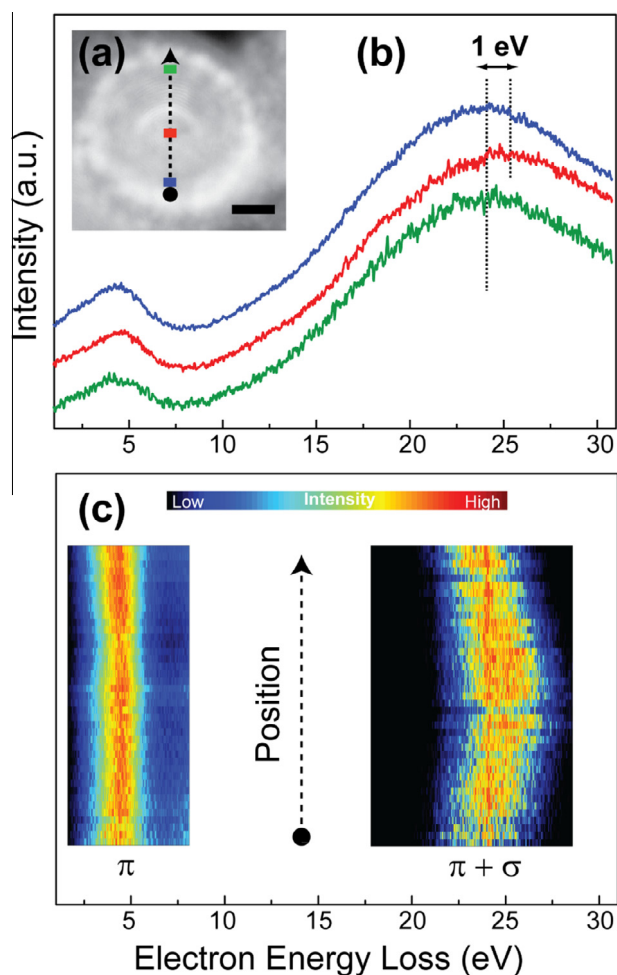 (a)
(b)
1 eV
Intensity (a.u.)
5 10 15 20 25 30
(c)
Low Intensity High
Position
π
π + σ
5 10 15 20 25 30
Electron Energy Loss (eV)